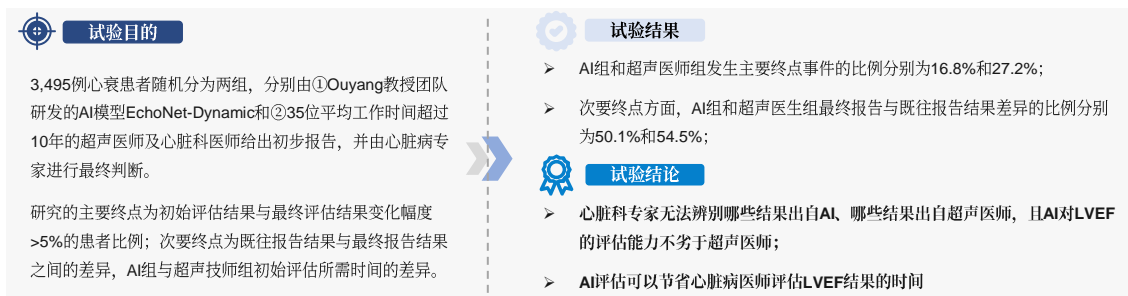 试验目的
3,495例心衰患者随机分为两组，分别由①Ouyang教授团队
研发的AI模型EchoNet-Dynamic和②35位平均工作时间超过
10年的超声医师及心脏科医师给出初步报告，并由心脏病专
家进行最终判断。
研究的主要终点为初始评估结果与最终评估结果变化幅度
>5%的患者比例；次要终点为既往报告结果与最终报告结果
之间的差异，AI组与超声技师组初始评估所需时间的差异。
试验结果
➢ AI组和超声医师组发生主要终点事件的比例分别为16.8%和27.2%；
➢ 次要终点方面，AI组和超声医生组最终报告与既往报告结果差异的比例分别
为50.1%和54.5%；
试验结论
➢ 心脏科专家无法辨别哪些结果出自AI、哪些结果出自超声医师，且AI对LVEF
的评估能力不劣于超声医师；
➢ AI评估可以节省心脏病医师评估LVEF结果的时间